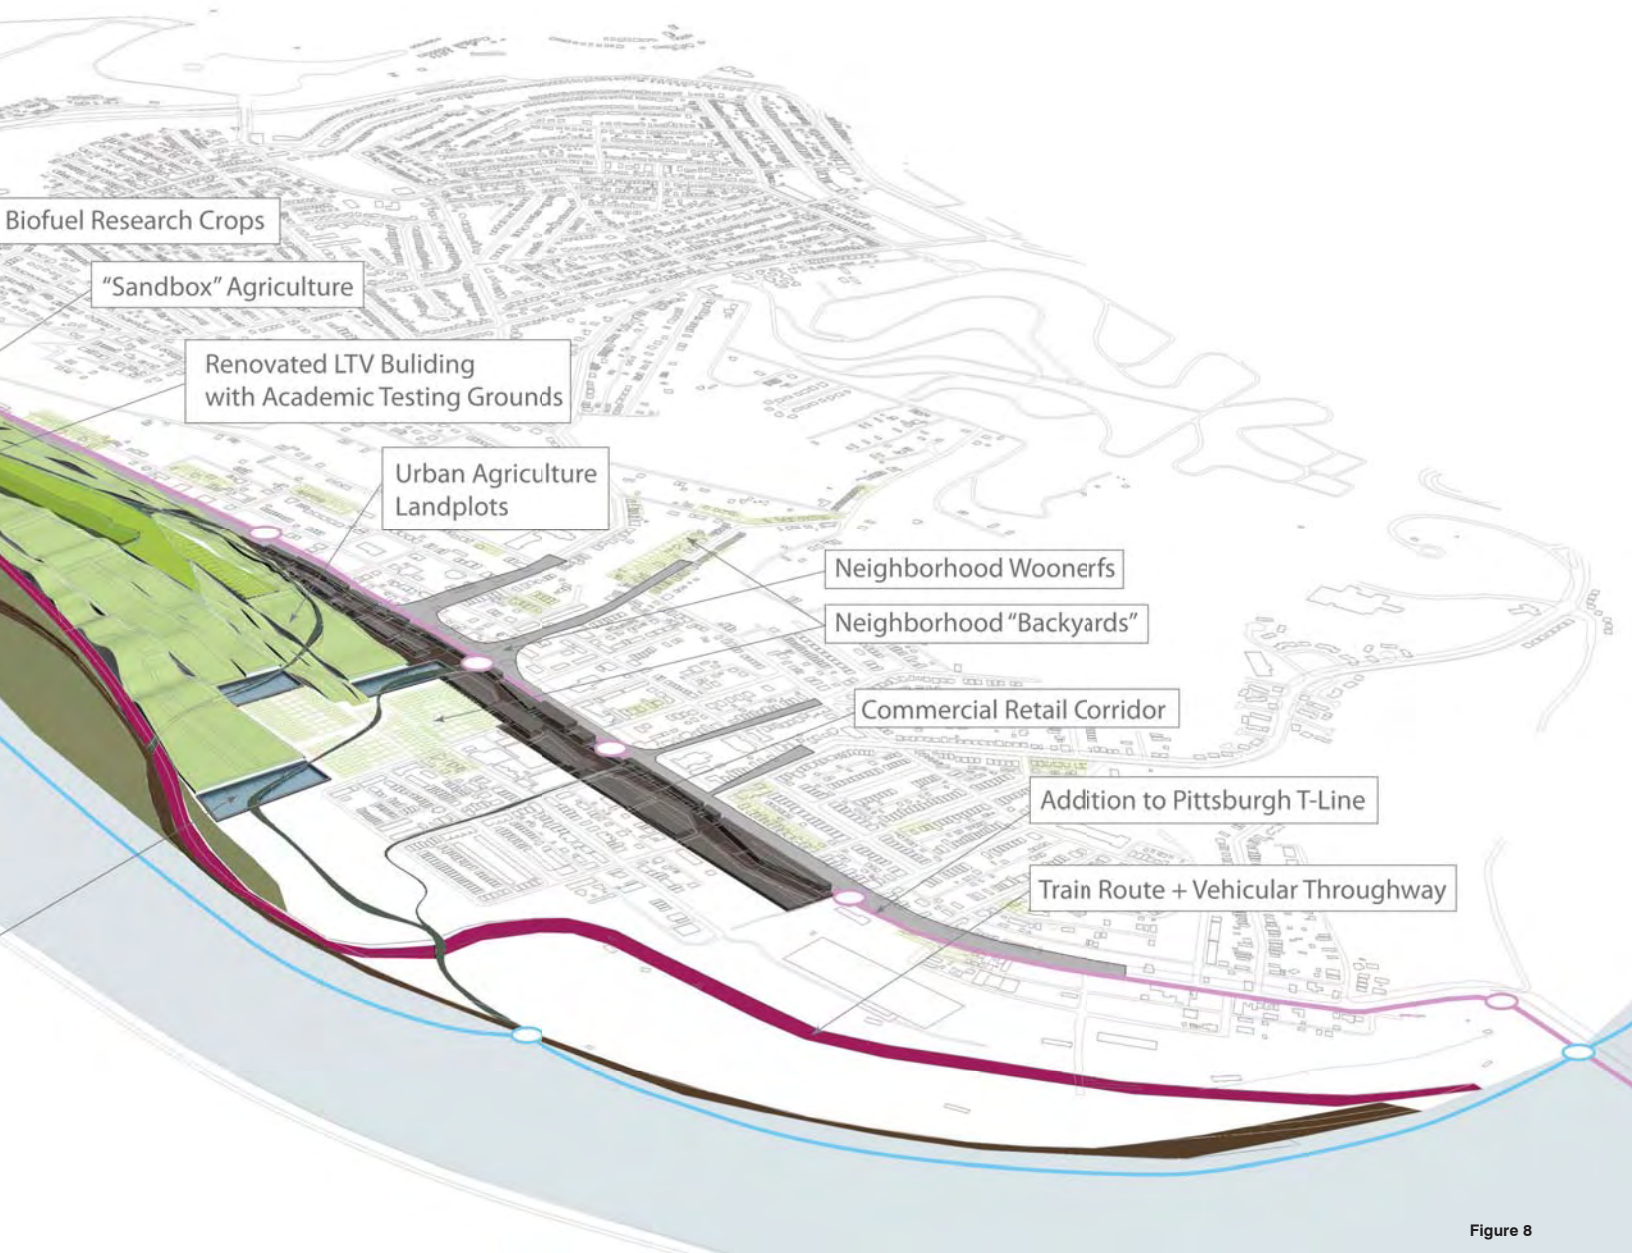 Biofuel Research Crops
“Sandbox” Agriculture
Renovated LTV Buliding
with Academic Testing Grounds
Urban Agriculture
Landplots
Neighborhood Woonerfs
Neighborhood “Backyards”
Commercial Retail Corridor
Addition to Pittsburgh T-Line
Train Route + Vehicular Throughway
Figure 8